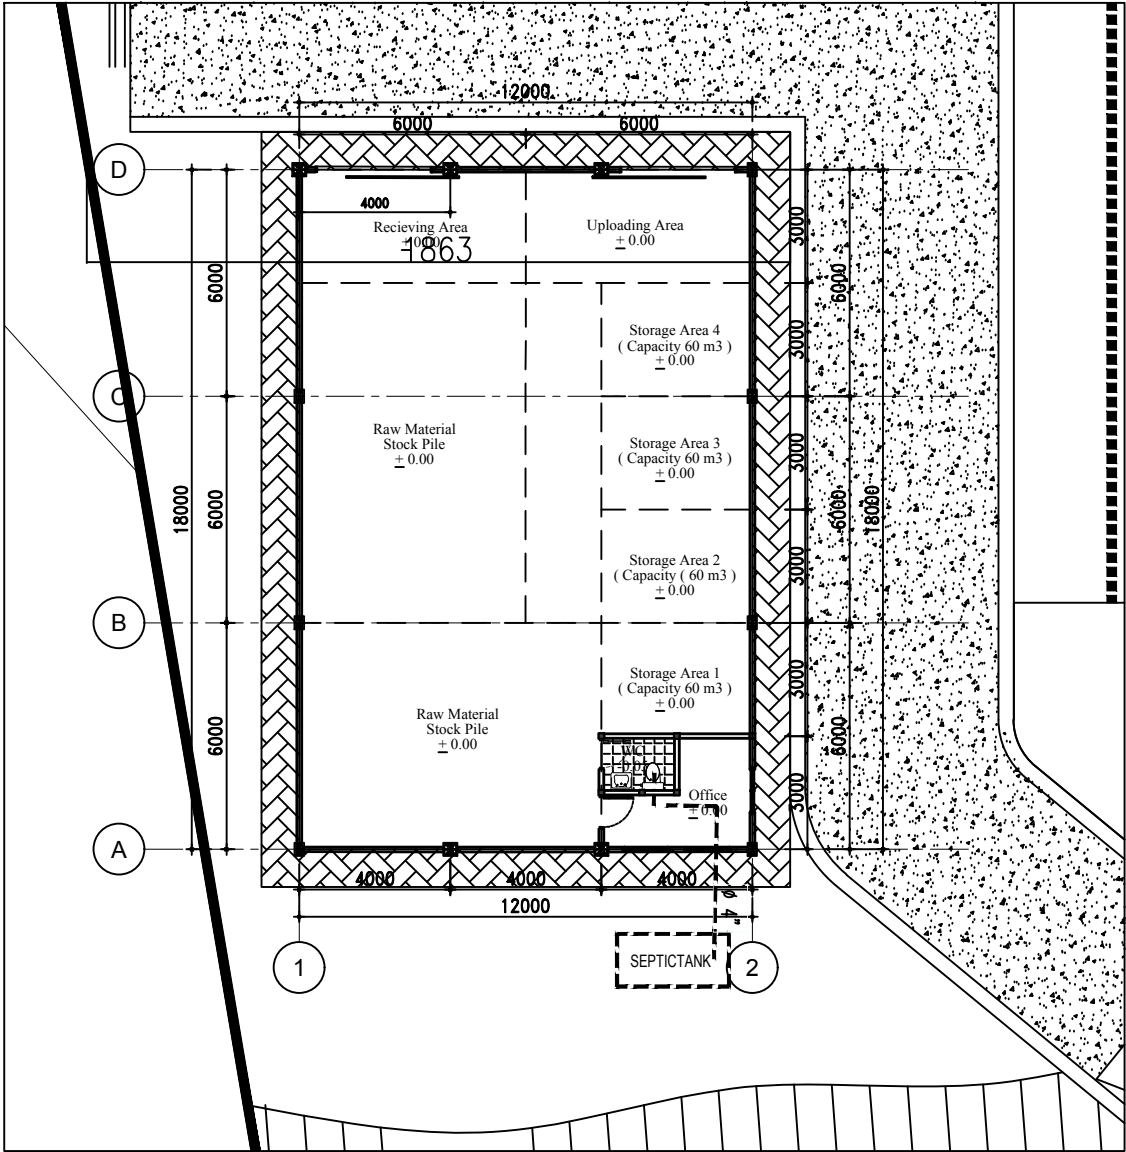 12000
6000
6000
D
4000
Recieving Area
+ 0.00
1863
Uploading Area
+ 0.00
3000
6000
6000
Storage Area 4
( Capacity 60 m3 )
+ 0.00
3000
C
Raw Material
Stock Pile
+ 0.00
Storage Area 3
( Capacity 60 m3 )
+ 0.00
3000
18000
6000
6000
18000
Storage Area 2
( Capacity ( 60 m3 )
+ 0.00
3000
B
Storage Area 1
( Capacity 60 m3 )
+ 0.00
3000
Raw Material
Stock Pile
+ 0.00
6000
6000
WC
Office
+ 0.00
3000
A
4000
4000
4000
12000
Ø 4"
1
SEPTICTANK
2